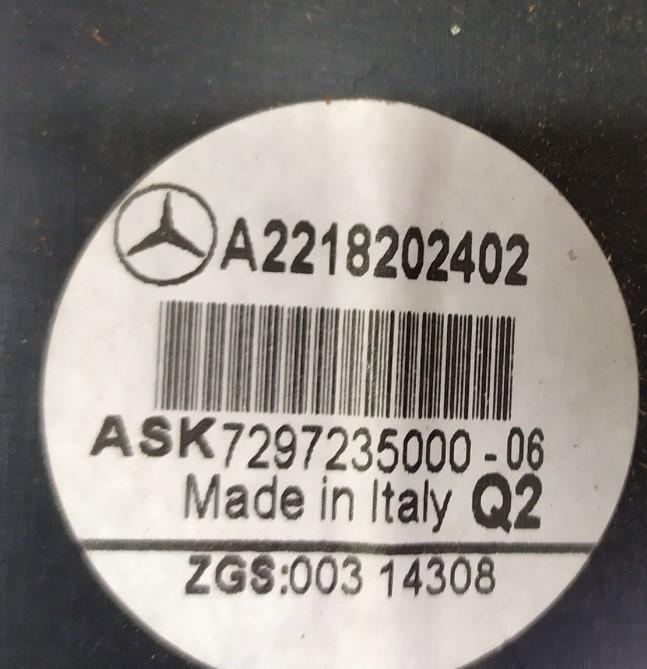 A2218202402
ASK7297235000-06
Made in Italy Q2
ZGS:003 14308